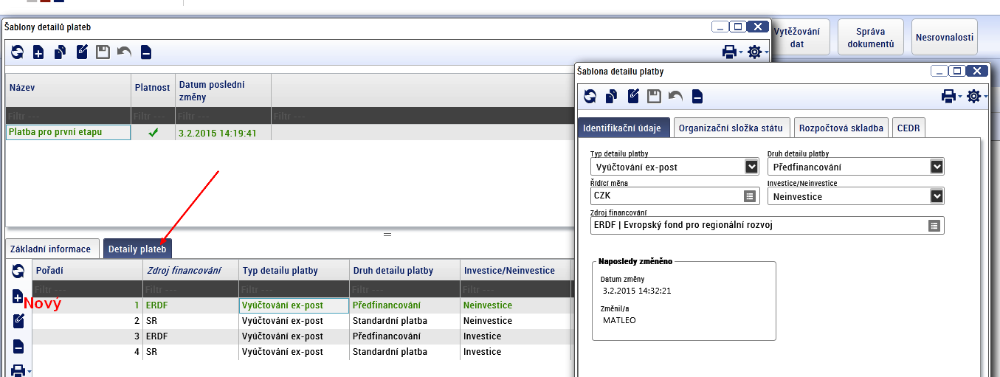 Šablony detailů plateb
Vytěžování
dat
Správa
dokumentů
Nesrovnalosti
Název
Platnost
Datum poslední
změny
Filtr ---
Filtr ---
Filtr ---
Filtr ---
Platba pro první etapu
3.2.2015 14:19:41
Základní informace
Detaily plateb
Pořadí
Zdroj financování
Typ detailu platby
Druh detailu platby
Investice/Neinvestice
Filtr ---
Filtr ---
Filtr ---
Filtr ---
Filtr ---
Nový
1 ERDF Vyúčtování ex-post Předfinancování Neinvestice
2 SR Vyúčtování ex-post Standardní platba Neinvestice
3 ERDF Vyúčtování ex-post Předfinancování Investice
4 SR Vyúčtování ex-post Standardní platba Investice
Šablona detailu platby
Identifikační údaje
Organizační složka státu
Rozpočtová skladba
CEDR
Typ detailu platby
Druh detailu platby
Vyúčtování ex-post
Předfinancování
Řídící měna
Investice/Neinvestice
CZK
Neinvestice
Zdroj financování
ERDF | Evropský fond pro regionální rozvoj
Naposledy změněno
Datum změny
3.2.2015 14:32:21
Změnil/a
MATLEO